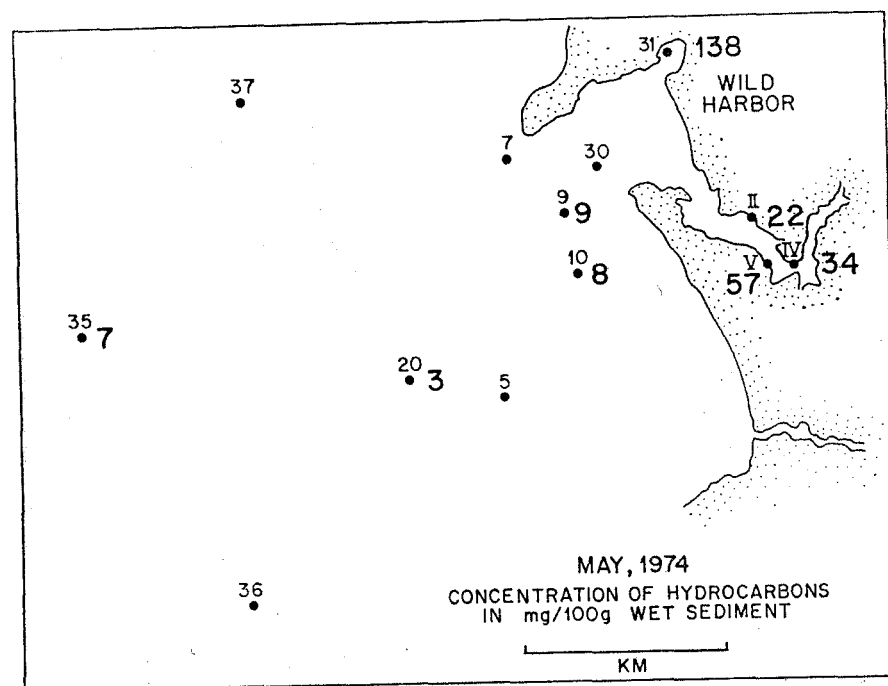 31 138
WILD
HARBOR
37
7
30
9 9
II 22
10 8
IV 34
V 57
35 7
20 3
5
36
MAY, 1974
CONCENTRATION OF HYDROCARBONS
IN mg/100g WET SEDIMENT
KM